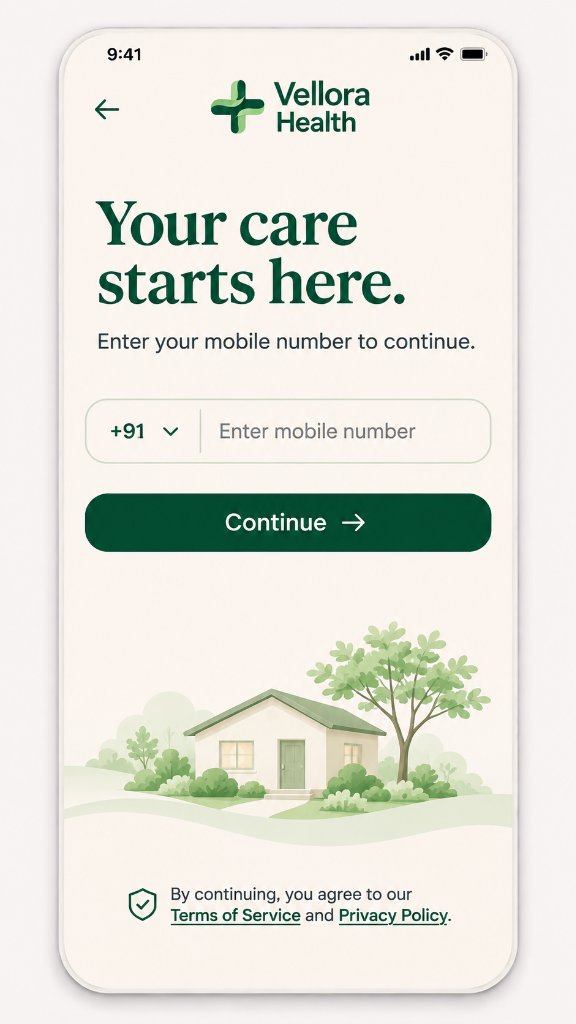 9:41
Vellora
Health
Your care
starts here.
Enter your mobile number to continue.
+91 Enter mobile number
Continue
By continuing, you agree to our
Terms of Service and Privacy Policy.